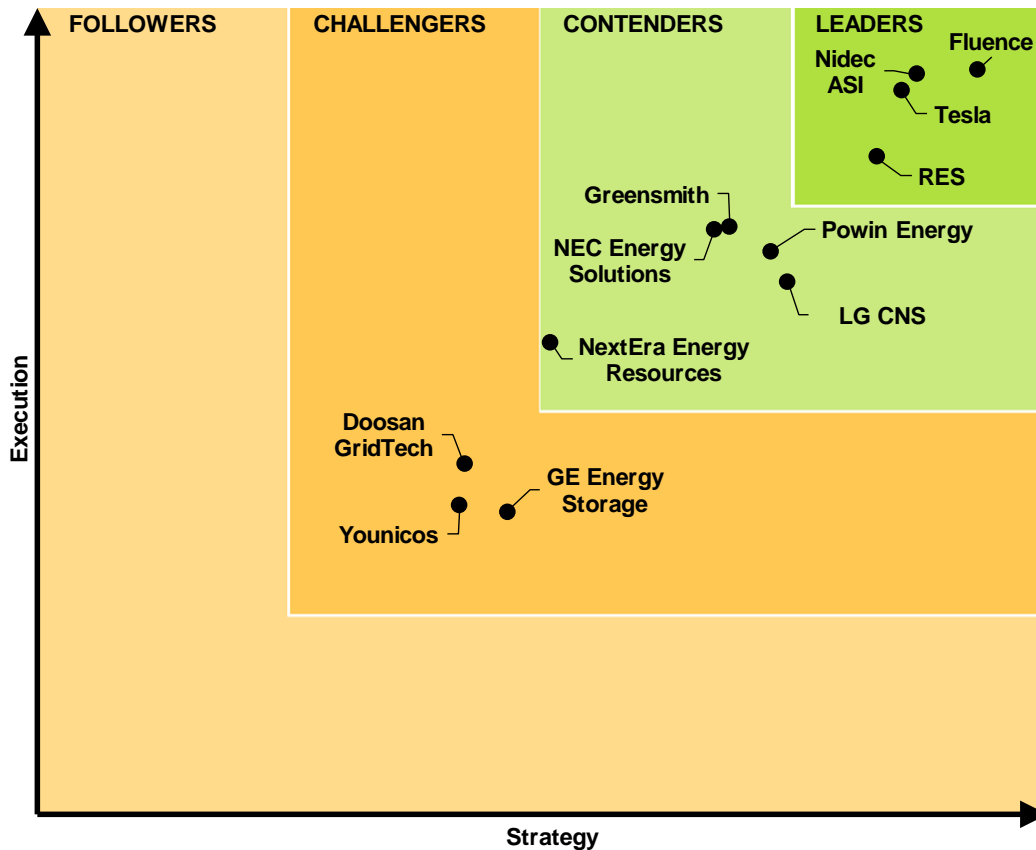 FOLLOWERS
CHALLENGERS
CONTENDERS
LEADERS
Fluence
Nidec
ASI
Tesla
RES
Greensmith
NEC Energy
Solutions
Powin Energy
LG CNS
NextEra Energy
Resources
Doosan
GridTech
GE Energy
Storage
Younicos
Execution
Strategy